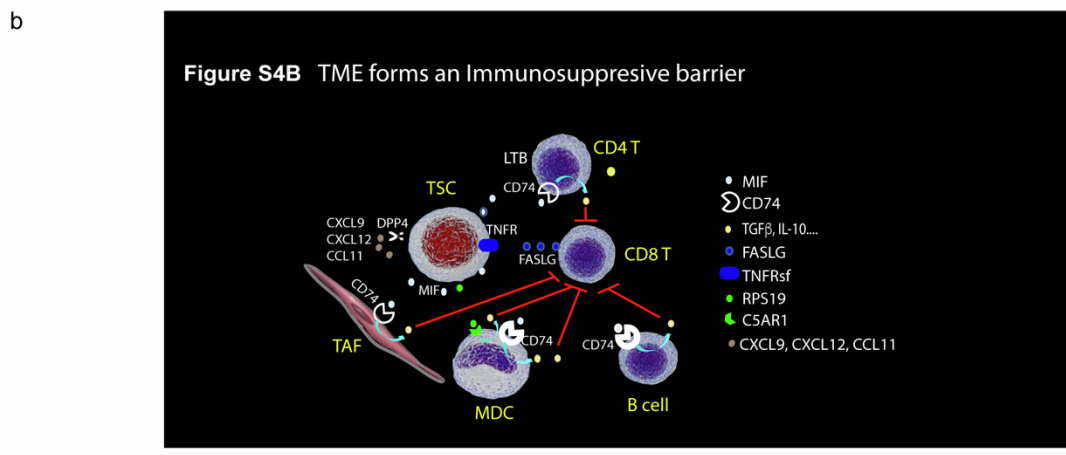 b
Figure S4B TME forms an Immunosuppresive barrier
CD4 T
LTB
CD74
TSC
CXCL9 DPP4
CXCL12
CCL11
TNFR
FASLG
CD8 T
MIF
CD74
TAF
CD74
MDC
CD74
B cell
MIF
CD74
TGFβ, IL-10....
FASLG
TNFRsf
RPS19
C5AR1
CXCL9, CXCL12, CCL11